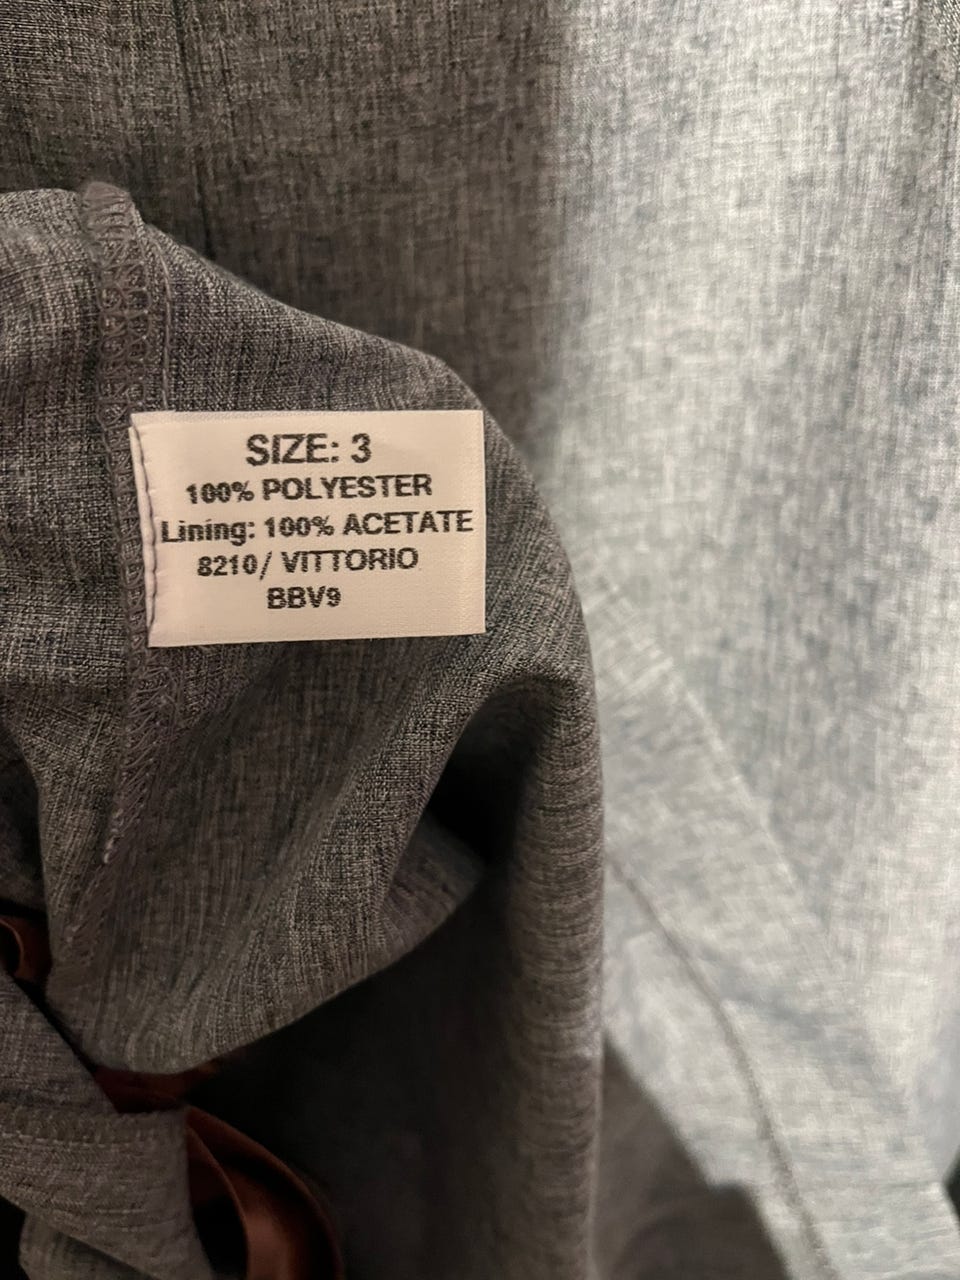 SIZE: 3
100% POLYESTER
Lining: 100% ACETATE
8210/ VITTORIO
BBV9